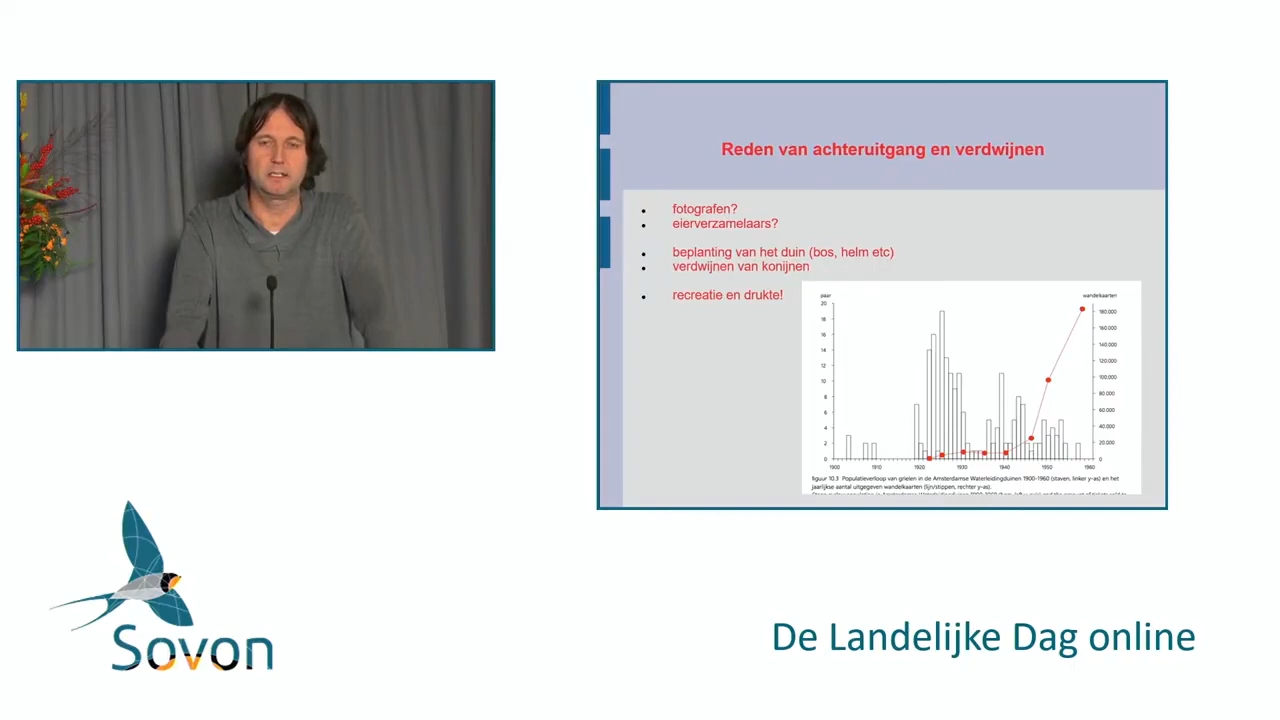 Reden van achteruitgang en verdwijnen
fotografen?
eierverzamelaars?
beplanting van het duin (bos, helm etc)
verdwijnen van konijnen
recreatie en drukte!
paar
wandelkaarten
20
18
16
14
12
10
8
6
4
2
0
180.000
160.000
140.000
120.000
100.000
80.000
60.000
40.000
20.000
0
1900 1910 1920 1930 1940 1950 1960
figuur 10.3 Populatieverloop van grielen in de Amsterdamse Waterleidingduinen 1900-1960 (staven, linker y-as) en het
jaarlijkse aantal uitgegeven wandelkaarten (lijn/stippen, rechter y-as).
Sovon
De Landelijke Dag online